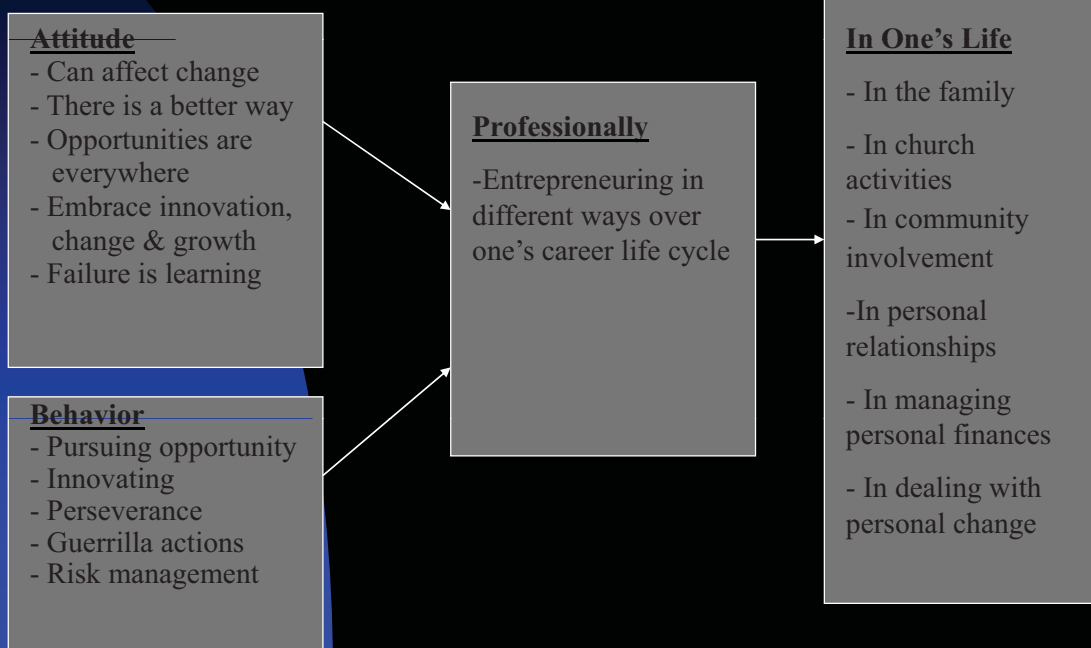 Attitude
- Can affect change
- There is a better way
- Opportunities are
everywhere
- Embrace innovation,
change & growth
- Failure is learning
Behavior
- Pursuing opportunity
- Innovating
- Perseverance
- Guerrilla actions
- Risk management
Professionally
-Entrepreneuring in
different ways over
one’s career life cycle
In One’s Life
- In the family
- In church
activities
- In community
involvement
-In personal
relationships
- In managing
personal finances
- In dealing with
personal change